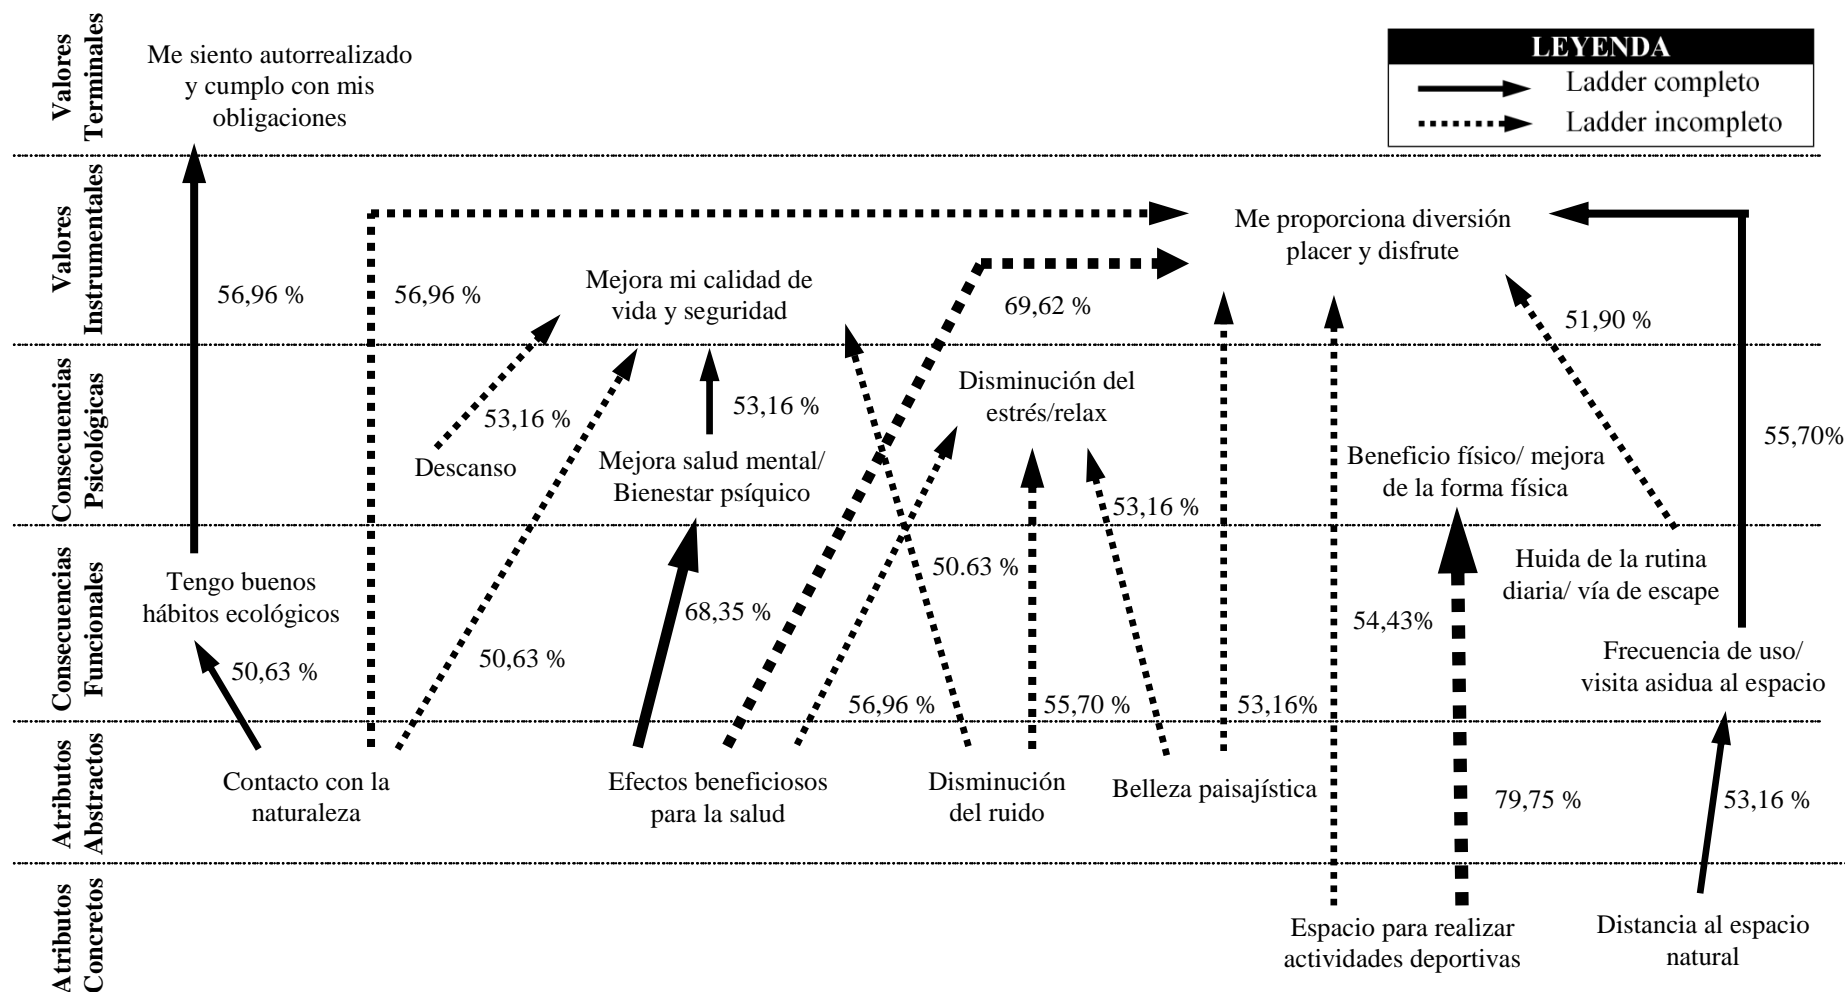 Valores
Terminales
Me siento autorrealizado
y cumplo con mis
obligaciones
LEYENDA
Ladder completo
Ladder incompleto
Valores
Instrumentales
56,96 %
56,96 %
Mejora mi calidad de
vida y seguridad
69,62 %
Me proporciona diversión
placer y disfrute
51,90 %
Consecuencias
Psicológicas
53,16 %
Descanso
53,16 %
Mejora salud mental/
Bienestar psíquico
Disminución del
estrés/relax
53,16 %
Beneficio físico/ mejora
de la forma física
55,70%
Consecuencias
Funcionales
Tengo buenos
hábitos ecológicos
50,63 %
50,63 %
68,35 %
56,96 %
50.63 %
55,70 %
53,16%
54,43%
Huida de la rutina
diaria/ vía de escape
Frecuencia de uso/
visita asidua al espacio
Atributos
Abstractos
Contacto con la
naturaleza
Efectos beneficiosos
para la salud
Disminución
del ruido
Belleza paisajística
79,75 %
53,16 %
Atributos
Concretos
Espacio para realizar
actividades deportivas
Distancia al espacio
natural